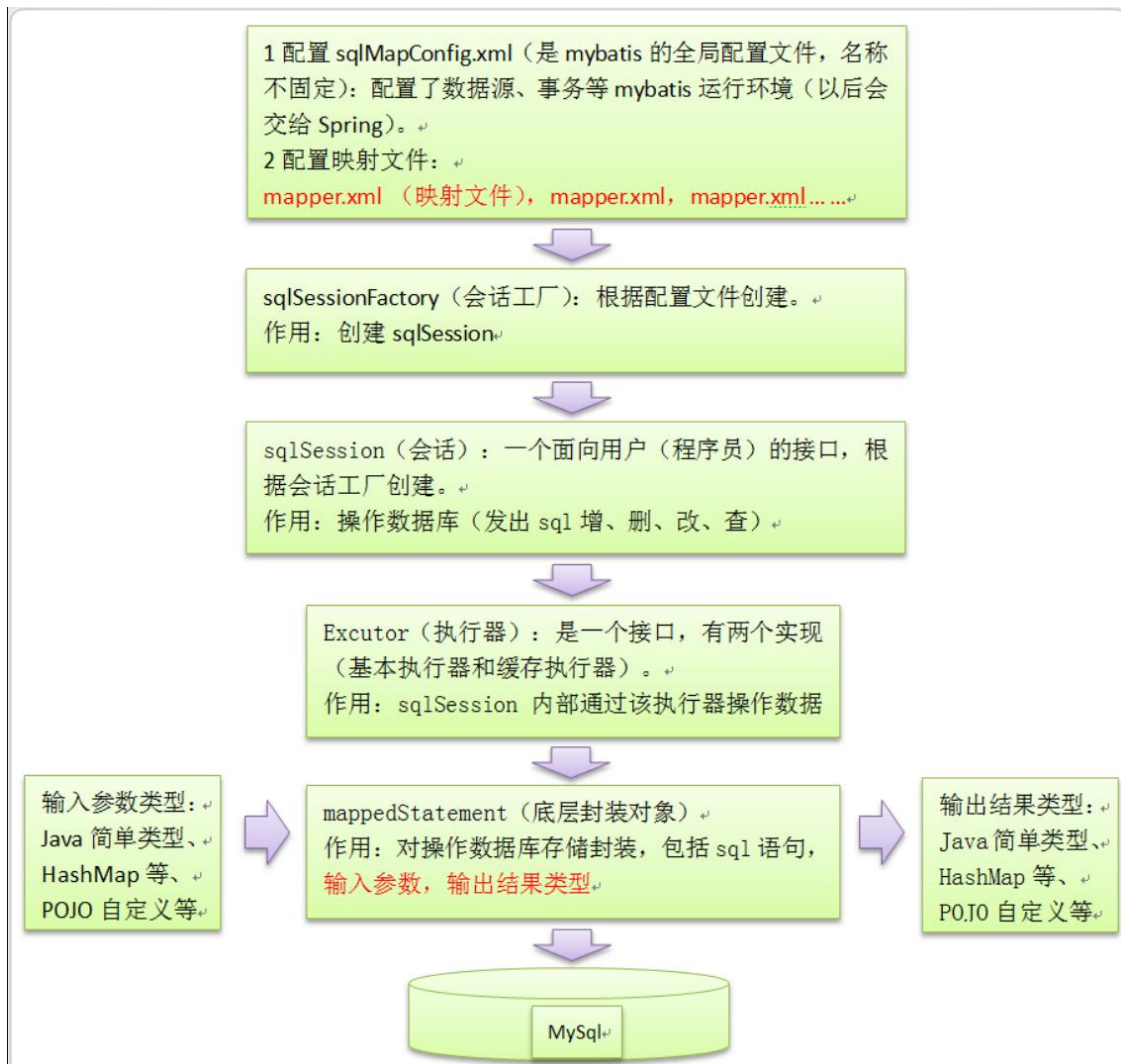 1 配置 sqlMapConfig.xml（是 mybatis 的全局配置文件，名称
不固定）：配置了数据源、事务等 mybatis 运行环境（以后会
交给 Spring）。
2 配置映射文件：
mapper.xml （映射文件），mapper.xml，mapper.xml……
sqlSessionFactory（会话工厂）：根据配置文件创建。
作用：创建 sqlSession
sqlSession（会话）：一个面向用户（程序员）的接口，根
据会话工厂创建。
作用：操作数据库（发出 sql 增、删、改、查）
Excutor（执行器）：是一个接口，有两个实现
（基本执行器和缓存执行器）。
作用：sqlSession 内部通过该执行器操作数据
输入参数类型：
Java 简单类型、
HashMap 等、
POJO 自定义等
mappedStatement（底层封装对象）
作用：对操作数据库存储封装，包括 sql 语句，
输入参数，输出结果类型
输出结果类型：
Java 简单类型、
HashMap 等、
POJO 自定义等
MySql